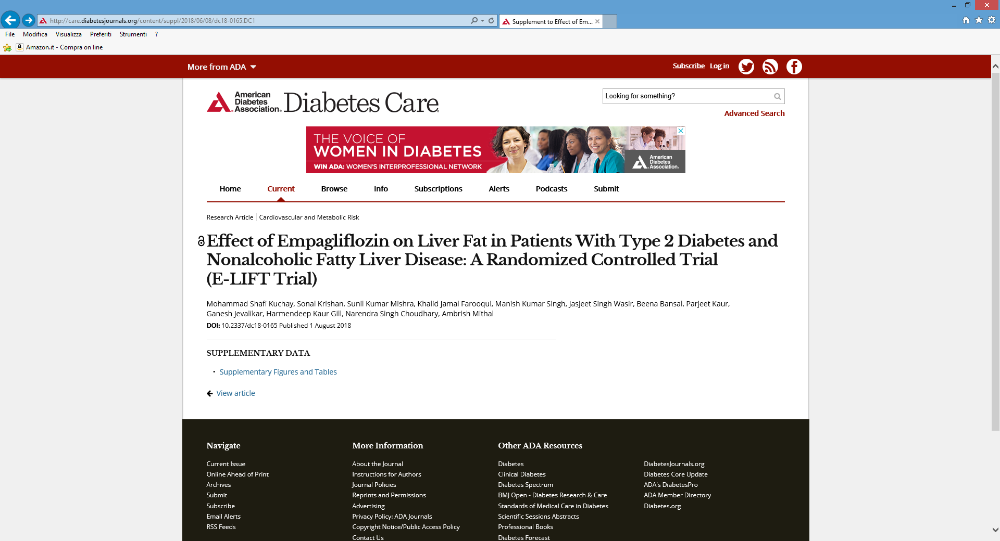 http://care.diabetesjournals.org/content/suppl/2018/06/08/dc18-0165.DC1
Supplement to Effect of Em...
File Modifica Visualizza Preferiti Strumenti ?
Amazon.it - Compra on line
More from ADA
Subscribe Log in
American Diabetes Association. Diabetes Care
Looking for something?
Advanced Search
THE VOICE OF
WOMEN IN DIABETES
WIN ADA: WOMEN'S INTERPROFESSIONAL NETWORK
American
Diabetes
Association.
Home Current Browse Info Subscriptions Alerts Podcasts Submit
Research Article Cardiovascular and Metabolic Risk
Effect of Empagliflozin on Liver Fat in Patients With Type 2 Diabetes and
Nonalcoholic Fatty Liver Disease: A Randomized Controlled Trial
(E-LIFT Trial)
Mohammad Shafi Kuchay, Sonal Krishan, Sunil Kumar Mishra, Khalid Jamal Farooqui, Manish Kumar Singh, Jasjeet Singh Wasir, Beena Bansal, Parjeet Kaur,
Ganesh Jevalikar, Harmendeep Kaur Gill, Narendra Singh Choudhary, Ambrish Mithal
DOI: 10.2337/dc18-0165 Published 1 August 2018
SUPPLEMENTARY DATA
• Supplementary Figures and Tables
View article
Navigate
Current Issue
Online Ahead of Print
Archives
Submit
Subscribe
Email Alerts
RSS Feeds
More Information
About the Journal
Instructions for Authors
Journal Policies
Reprints and Permissions
Advertising
Privacy Policy: ADA Journals
Copyright Notice/Public Access Policy
Contact Us
Other ADA Resources
Diabetes
Clinical Diabetes
Diabetes Spectrum
BMJ Open - Diabetes Research & Care
Standards of Medical Care in Diabetes
Scientific Sessions Abstracts
Professional Books
Diabetes Forecast
DiabetesJournals.org
Diabetes Core Update
ADA's DiabetesPro
ADA Member Directory
Diabetes.org